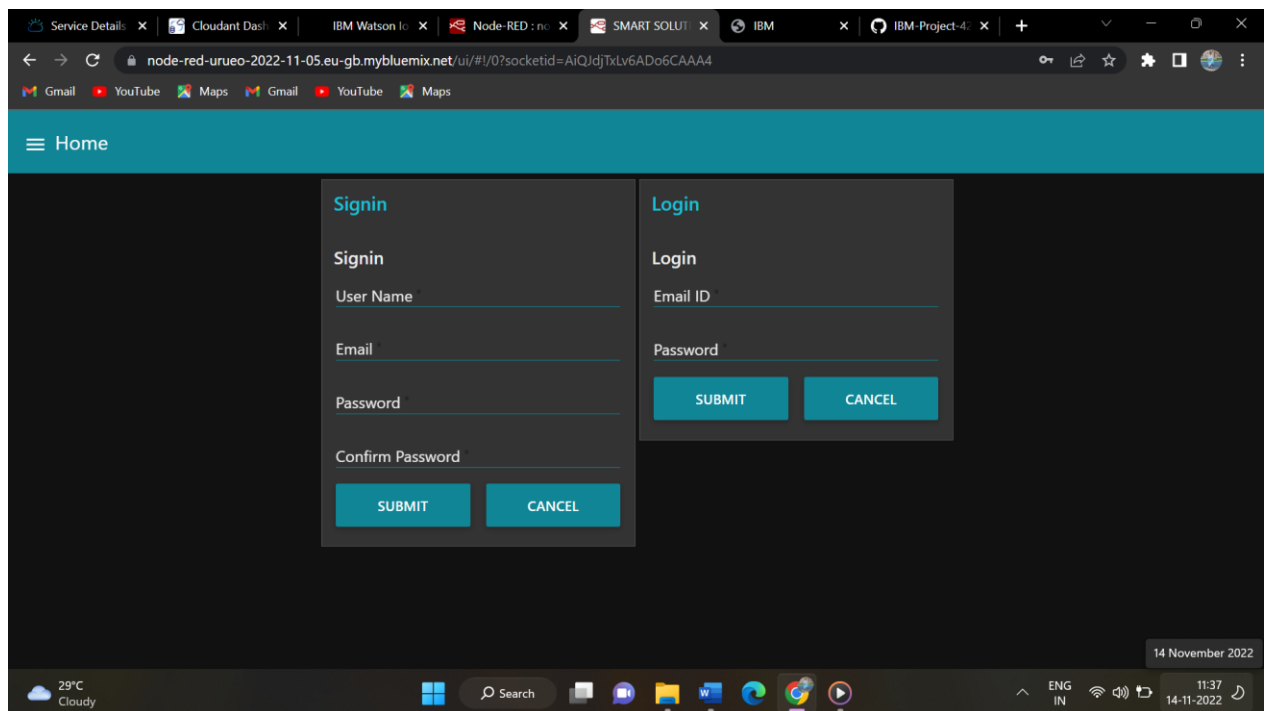 Service Details
Cloudant Dash
IBM Watson Io
Node-RED : no
SMART SOLUTI
IBM
IBM-Project-42
node-red-urueo-2022-11-05.eu-gb.mybluemix.net/ui/#!/0?socketid=AiQJdjTxLv6ADo6CAAA4
Gmail YouTube Maps Gmail YouTube Maps
Home
Signin
Signin
User Name *
Email *
Password *
Confirm Password *
SUBMIT CANCEL
Login
Login
Email ID *
Password *
SUBMIT CANCEL
14 November 2022
29°C
Cloudy
Search
ENG
IN
11:37
14-11-2022